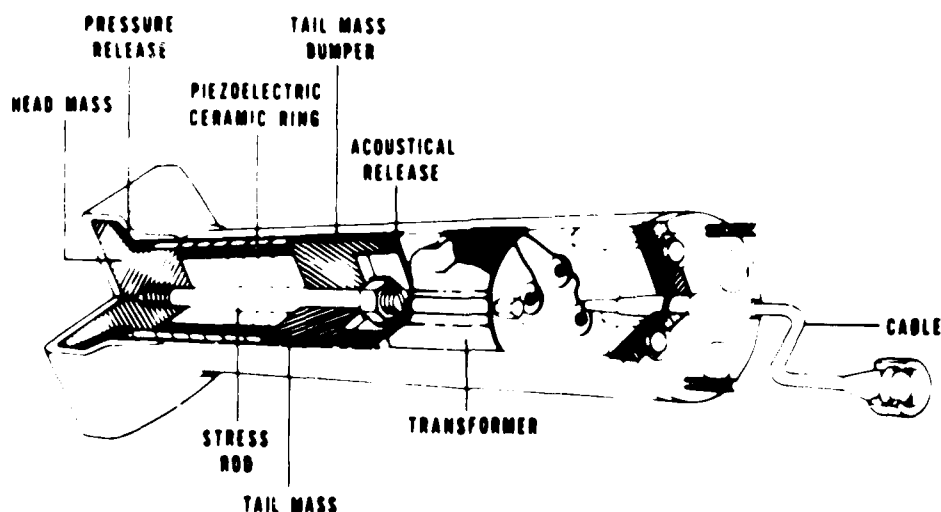 PRESSURE
RELEASE
TAIL MASS
BUMPER
HEAD MASS
PIEZOELECTRIC
CERAMIC RING
ACOUSTICAL
RELEASE
CABLE
TRANSFORMER
STRESS
ROD
TAIL MASS